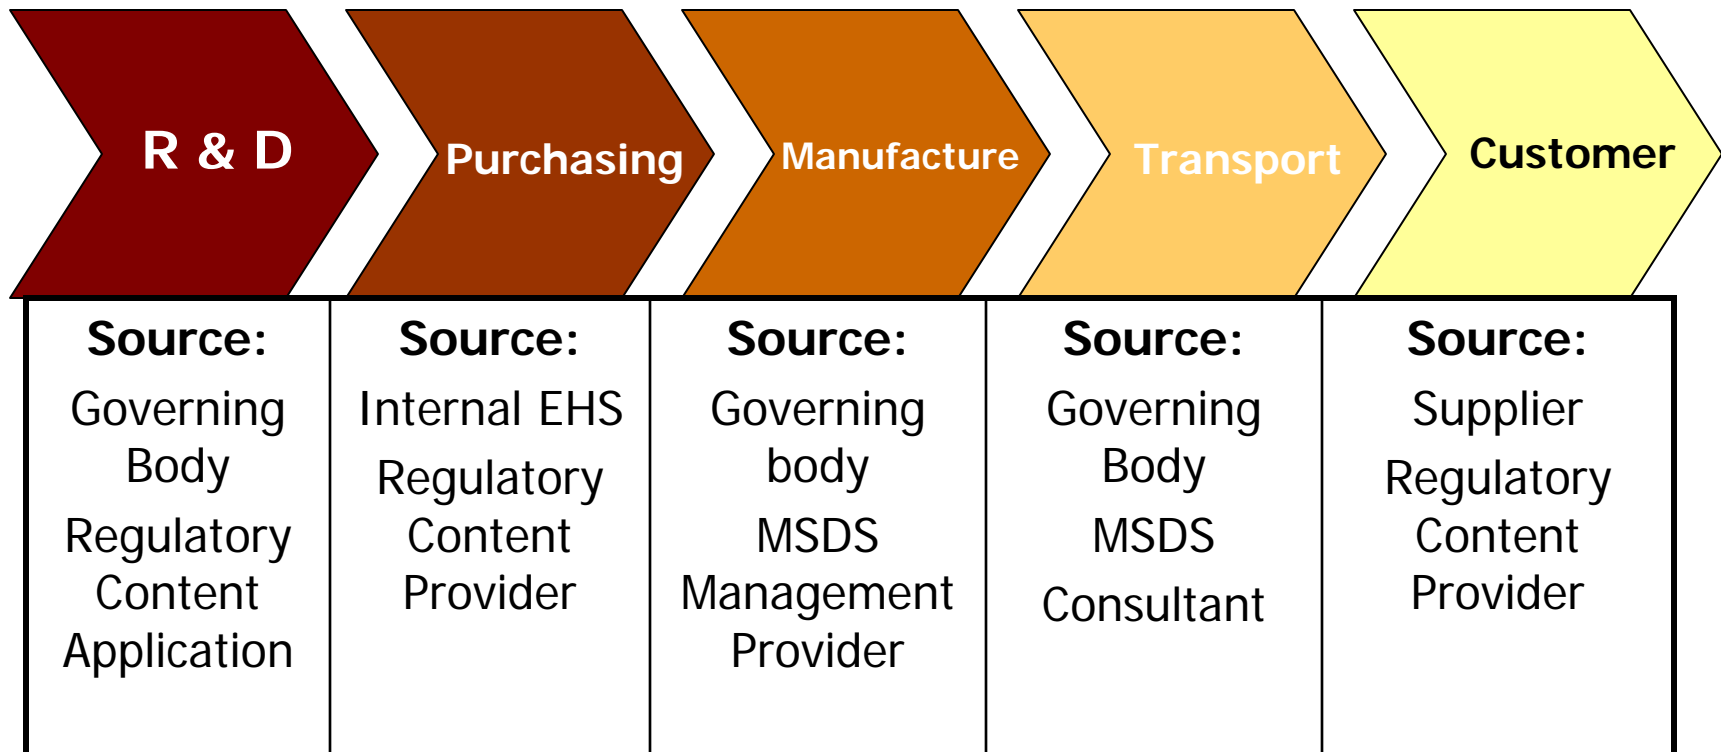 R & D
Purchasing
Manufacture
Transport
Customer
Source:
Governing
Body
Regulatory
Content
Application
Source:
Internal EHS
Regulatory
Content
Provider
Source:
Governing
body
MSDS
Management
Provider
Source:
Governing
Body
MSDS
Consultant
Source:
Supplier
Regulatory
Content
Provider